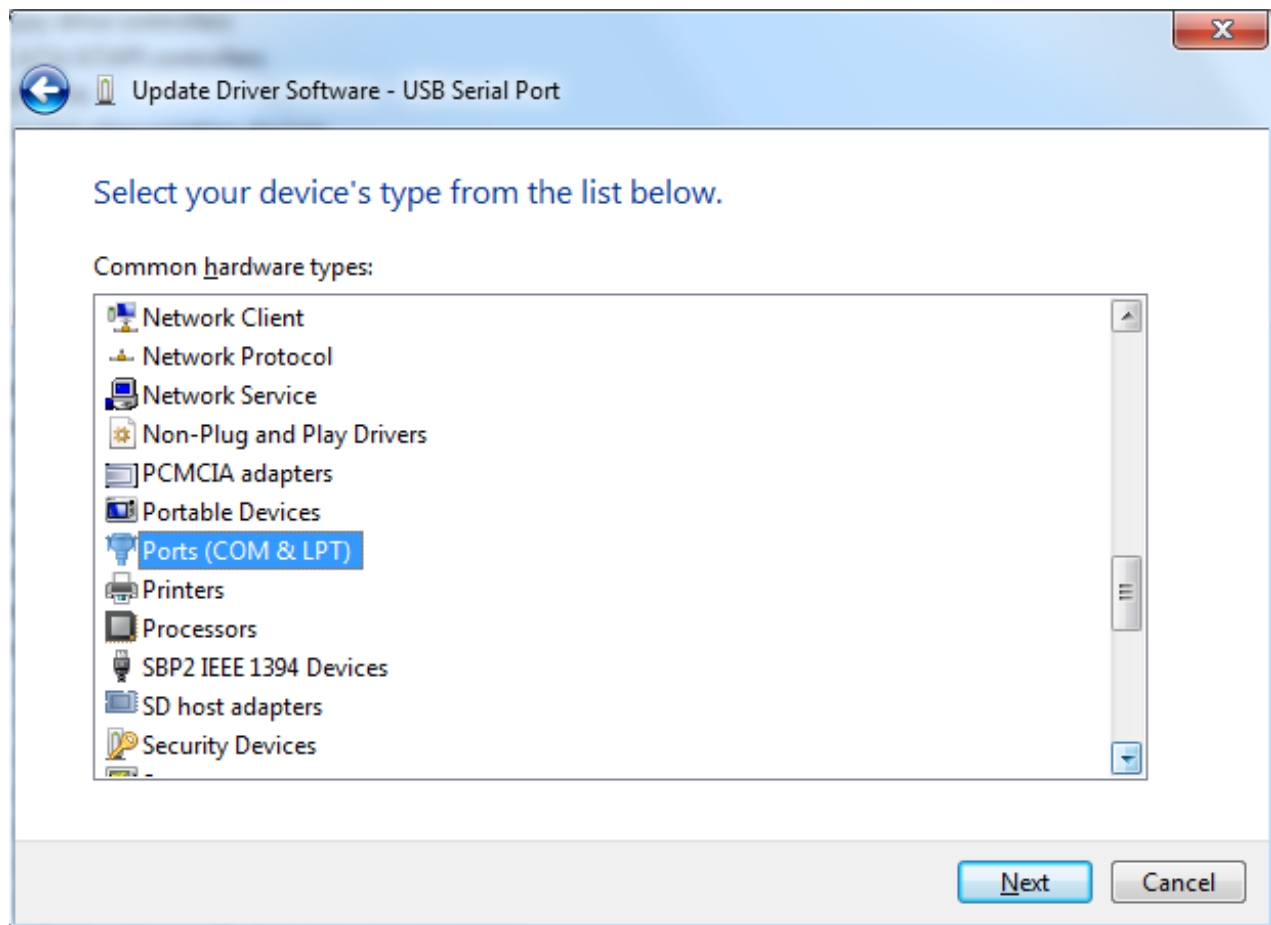 Update Driver Software - USB Serial Port
Select your device's type from the list below.
Common hardware types:
Network Client
Network Protocol
Network Service
Non-Plug and Play Drivers
PCMCIA adapters
Portable Devices
Ports (COM & LPT)
Printers
Processors
SBP2 IEEE 1394 Devices
SD host adapters
Security Devices
Next Cancel